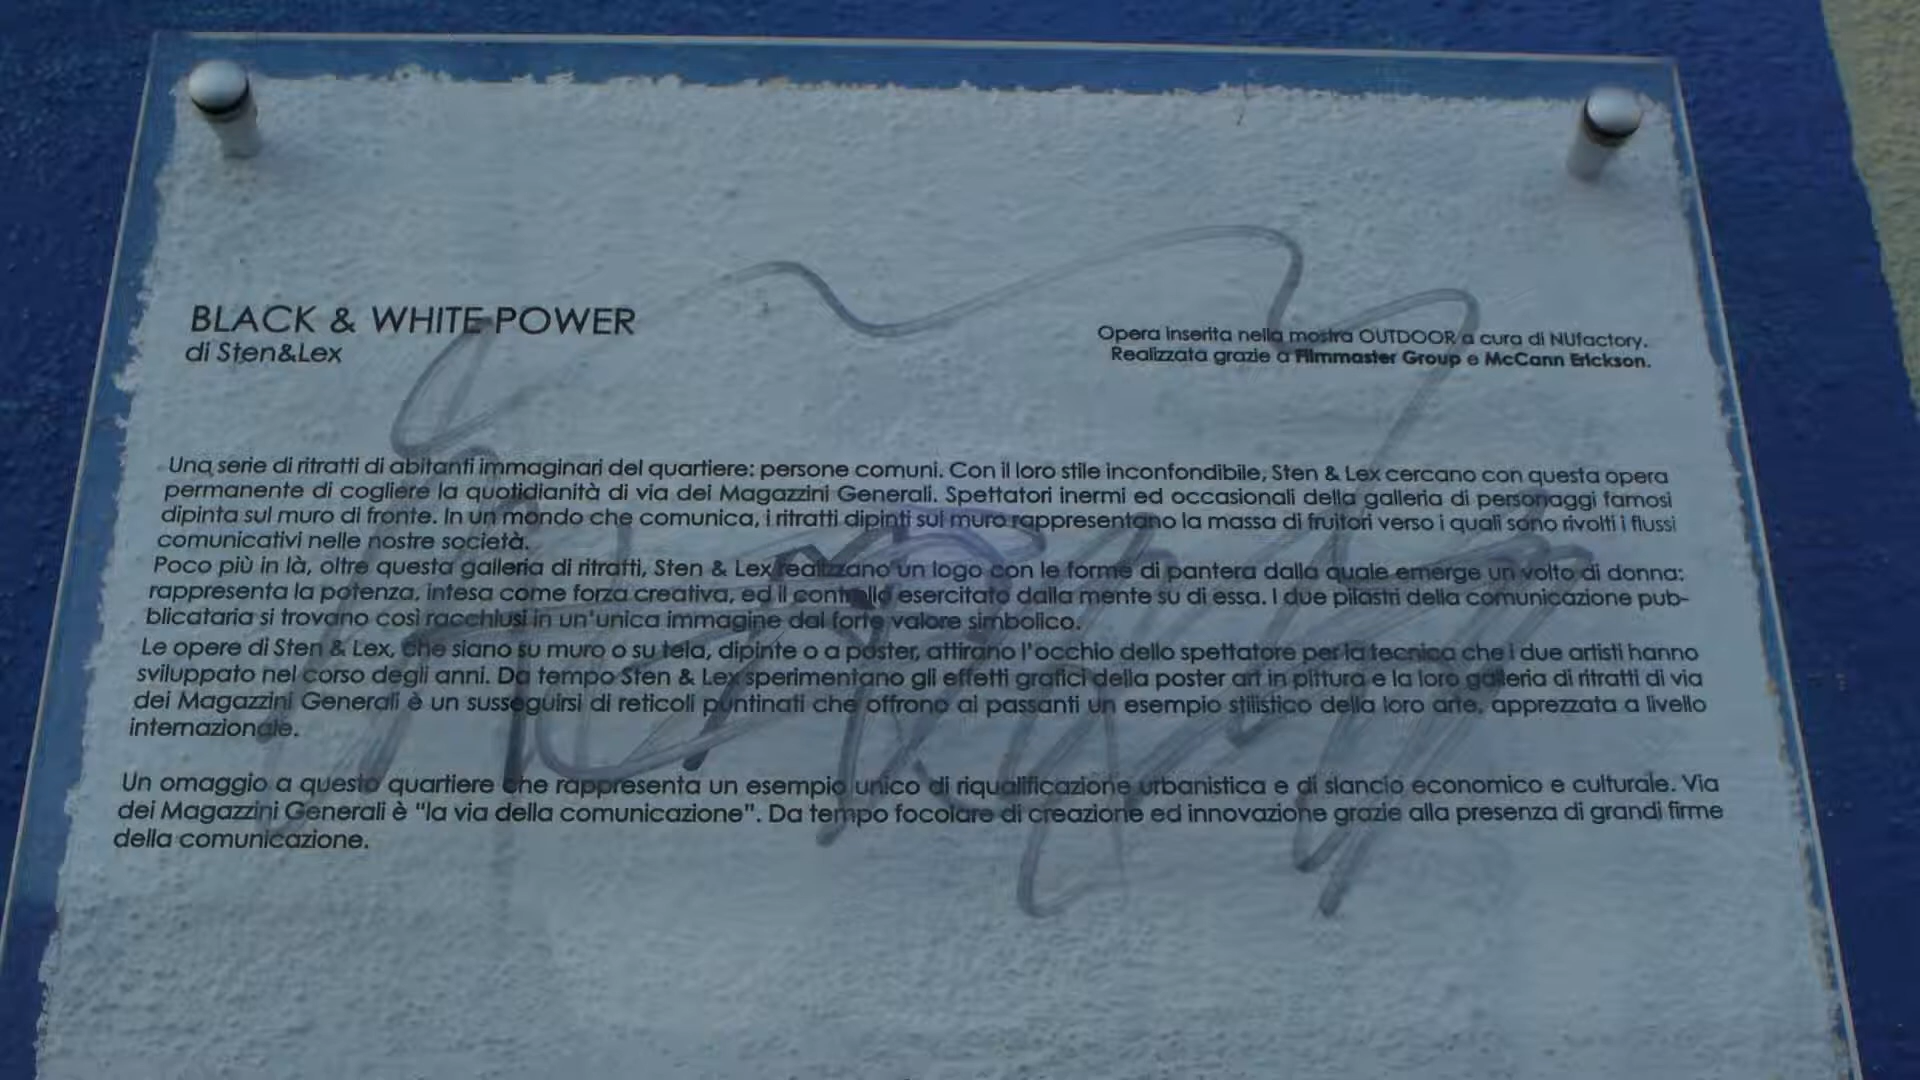 BLACK & WHITE POWER
di Sten&Lex
Opera inserita nella mostra OUTDOOR a cura di NUfactory.
Realizzata grazie a Filmmaster Group e McCann Erickson.
Una serie di ritratti di abitanti immaginari del quartiere: persone comuni. Con il loro stile inconfondibile, Sten & Lex cercano con questa opera
permanente di cogliere la quotidianità di via dei Magazzini Generali. Spettatori inermi ed occasionali della galleria di personaggi famosi
dipinta sul muro di fronte. In un mondo che comunica, i ritratti dipinti sul muro rappresentano la massa di fruitori verso i quali sono rivolti i flussi
comunicativi nelle nostre società.
Poco più in là, oltre questa galleria di ritratti, Sten & Lex realizzano un logo con le forme di pantera dalla quale emerge un volto di donna:
rappresenta la potenza, intesa come forza creativa, ed il controllo esercitato dalla mente su di essa. I due pilastri della comunicazione pub-
blicataria si trovano così racchiusi in un'unica immagine dal forte valore simbolico.
Le opere di Sten & Lex, che siano su muro o su tela, dipinte o a poster, attirano l'occhio dello spettatore per la tecnica che i due artisti hanno
sviluppato nel corso degli anni. Da tempo Sten & Lex sperimentano gli effetti grafici della poster art in pittura e la loro galleria di ritratti di via
dei Magazzini Generali è un susseguirsi di reticoli puntinati che offrono ai passanti un esempio stilistico della loro arte, apprezzata a livello
internazionale.
Un omaggio a questo quartiere che rappresenta un esempio unico di riqualificazione urbanistica e di slancio economico e culturale. Via
dei Magazzini Generali è "la via della comunicazione". Da tempo focolare di creazione ed innovazione grazie alla presenza di grandi firme
della comunicazione.